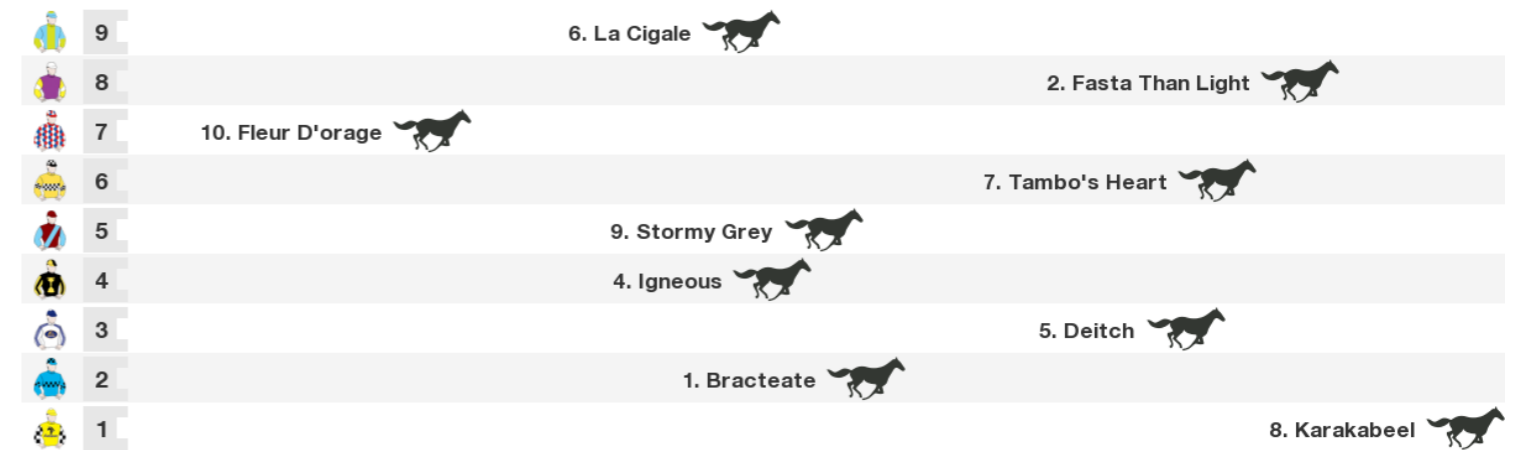 9 6. La Cigale
8 2. Fasta Than Light
7 10. Fleur D'orage
6 7. Tambo's Heart
5 9. Stormy Grey
4 4. Igneous
3 5. Deitch
2 1. Bracteate
1 8. Karakabeel